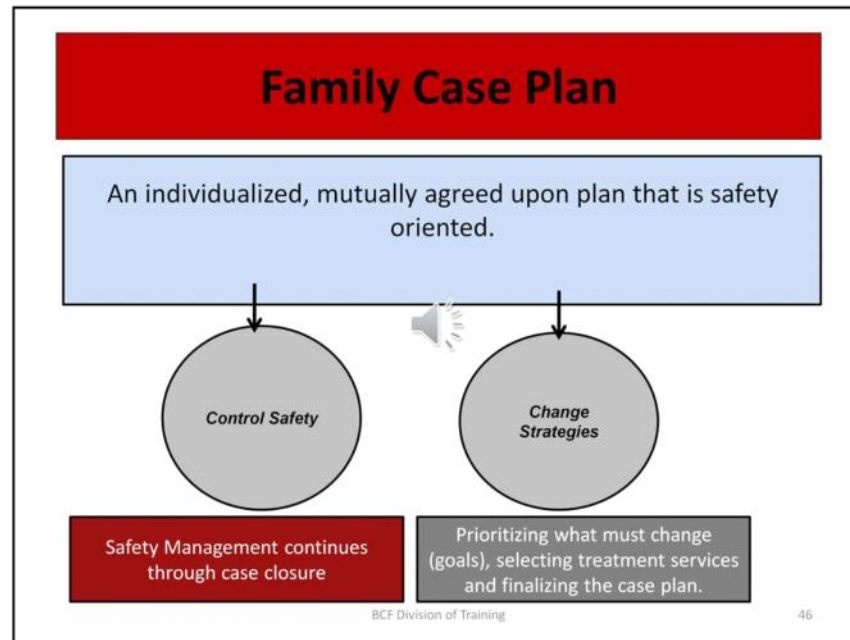 Family Case Plan
An individualized, mutually agreed upon plan that is safety
oriented.
Control Safety
Change
Strategies
Safety Management continues
through case closure
Prioritizing what must change
(goals), selecting treatment services
and finalizing the case plan.
BCF Division of Training
46